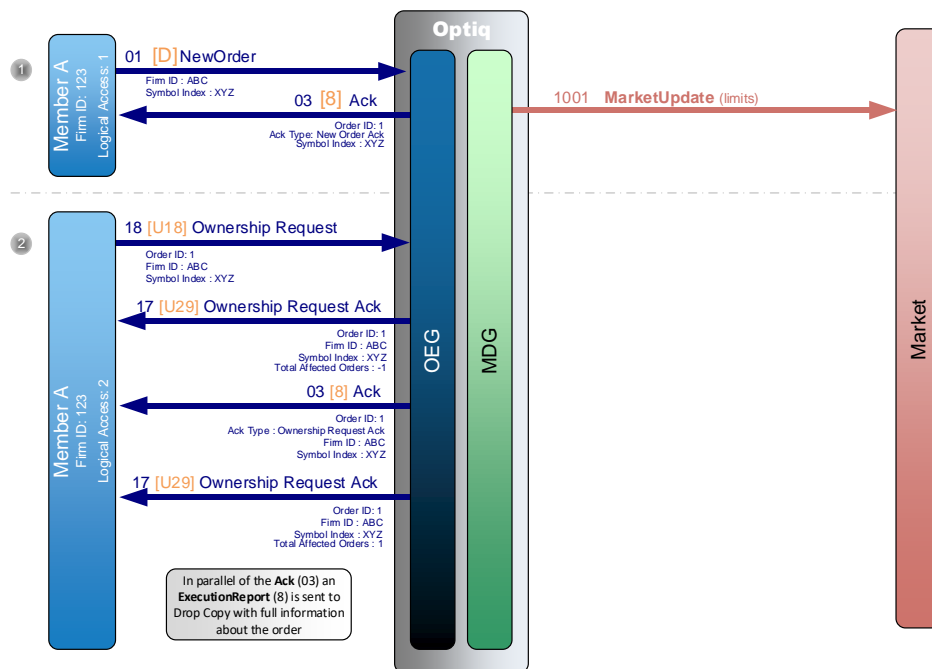 Optiq
1
Member A
Firm ID: 123
Logical Access: 1
01 [D] NewOrder
Firm ID : ABC
Symbol Index : XYZ
03 [8] Ack
Order ID: 1
Ack Type: New Order Ack
Symbol Index : XYZ
1001 MarketUpdate (limits)
2
Member A
Firm ID: 123
Logical Access: 2
18 [U18] Ownership Request
Order ID: 1
Firm ID : ABC
Symbol Index : XYZ
17 [U29] Ownership Request Ack
Order ID: 1
Firm ID : ABC
Symbol Index : XYZ
Total Affected Orders : -1
03 [8] Ack
Order ID: 1
Ack Type : Ownership Request Ack
Firm ID : ABC
Symbol Index : XYZ
17 [U29] Ownership Request Ack
Order ID: 1
Firm ID : ABC
Symbol Index : XYZ
Total Affected Orders : 1
OEG
MDG
Market
In parallel of the Ack (03) an
ExecutionReport (8) is sent to
Drop Copy with full information
about the order